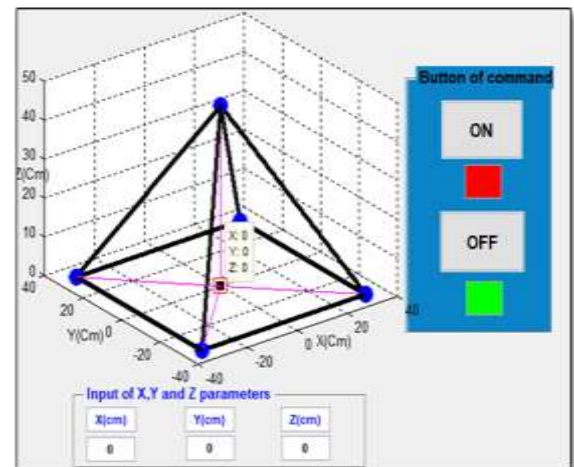 50
40
30
Z(Cm)
20
10
0
40
20
Y(Cm)
0
-20
-40
-40
-20
0
X(Cm)
20
40
X: 0
Y: 0
Z: 0
Button of command
ON
OFF
Input of X,Y and Z parameters
X(cm) Y(cm) Z(cm)
0 0 0